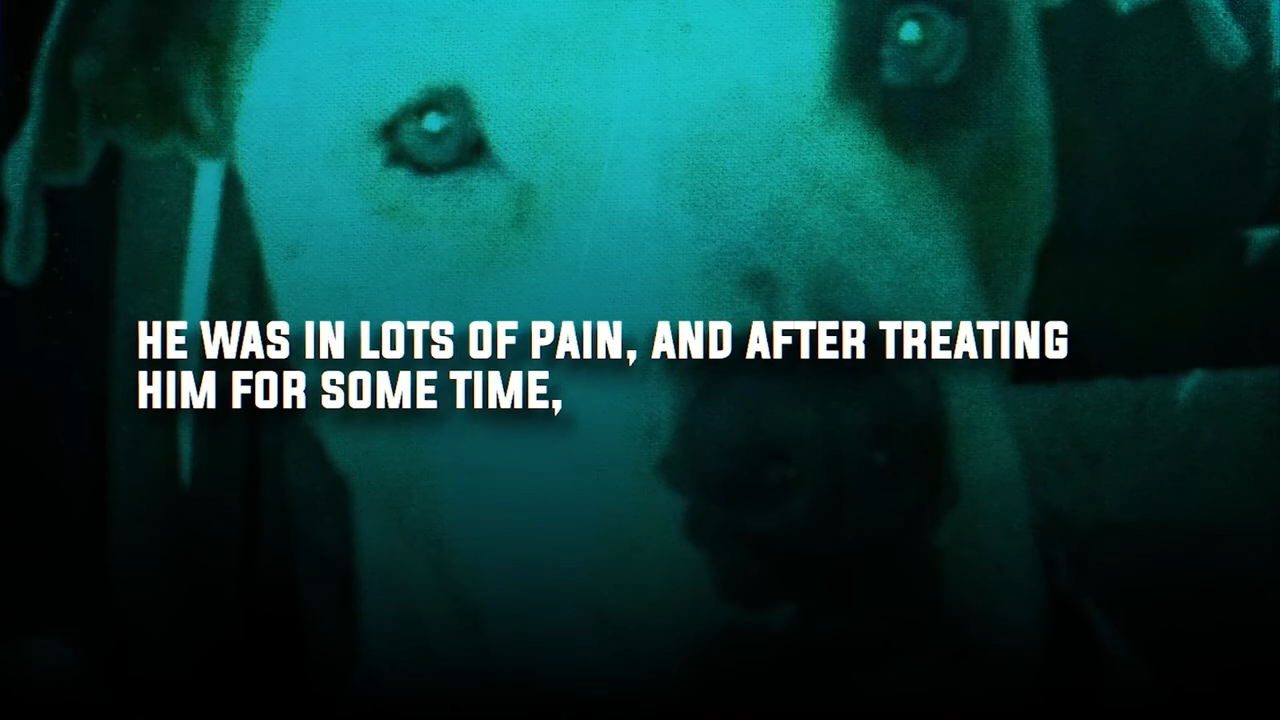 HE WAS IN LOTS OF PAIN, AND AFTER TREATING
HIM FOR SOME TIME,